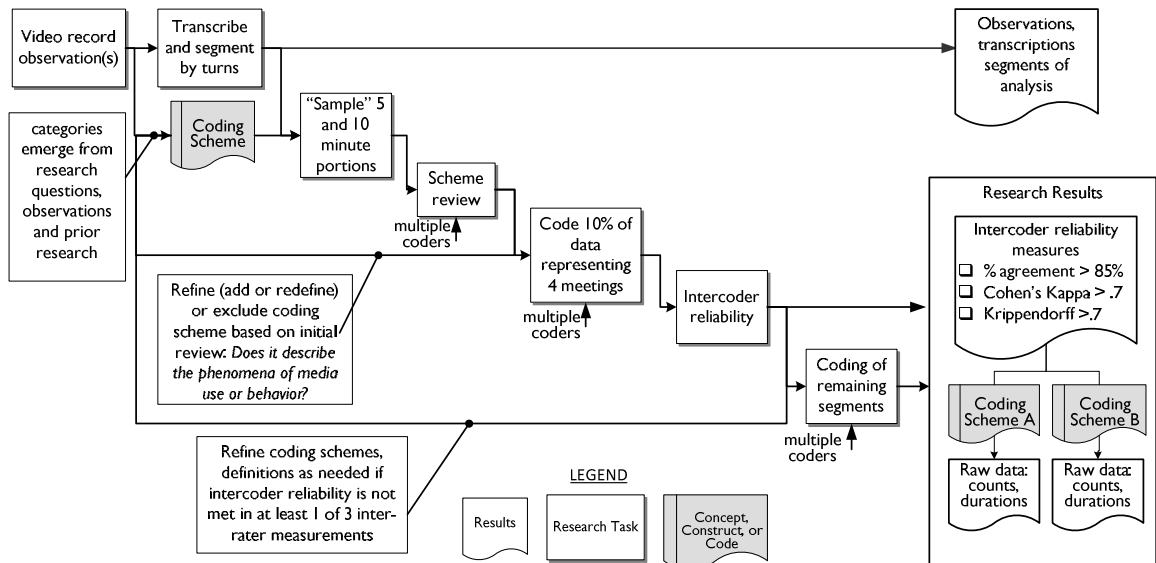 Video record
observation(s)
Transcribe
and segment
by turns
Observations,
transcriptions
segments of
analysis
categories
emerge from
research
questions,
observations
and prior
research
Coding
Scheme
“Sample” 5
and 10
minute
portions
Scheme
review
multiple
coders
Code 10% of
data
representing
4 meetings
multiple
coders
Refine (add or redefine)
or exclude coding
scheme based on initial
review: Does it describe
the phenomena of media
use or behavior?
Intercoder
reliability
Coding of
remaining
segments
multiple
coders
Refine coding schemes,
definitions as needed if
intercoder reliability is not
met in at least 1 of 3 inter-
rater measurements
Research Results
Intercoder reliability
measures
❑ % agreement > 85%
❑ Cohen's Kappa > .7
❑ Krippendorff >.7
Coding
Scheme A
Coding
Scheme B
Raw data:
counts,
durations
Raw data:
counts,
durations
LEGEND
Results
Research Task
Concept,
Construct, or
Code